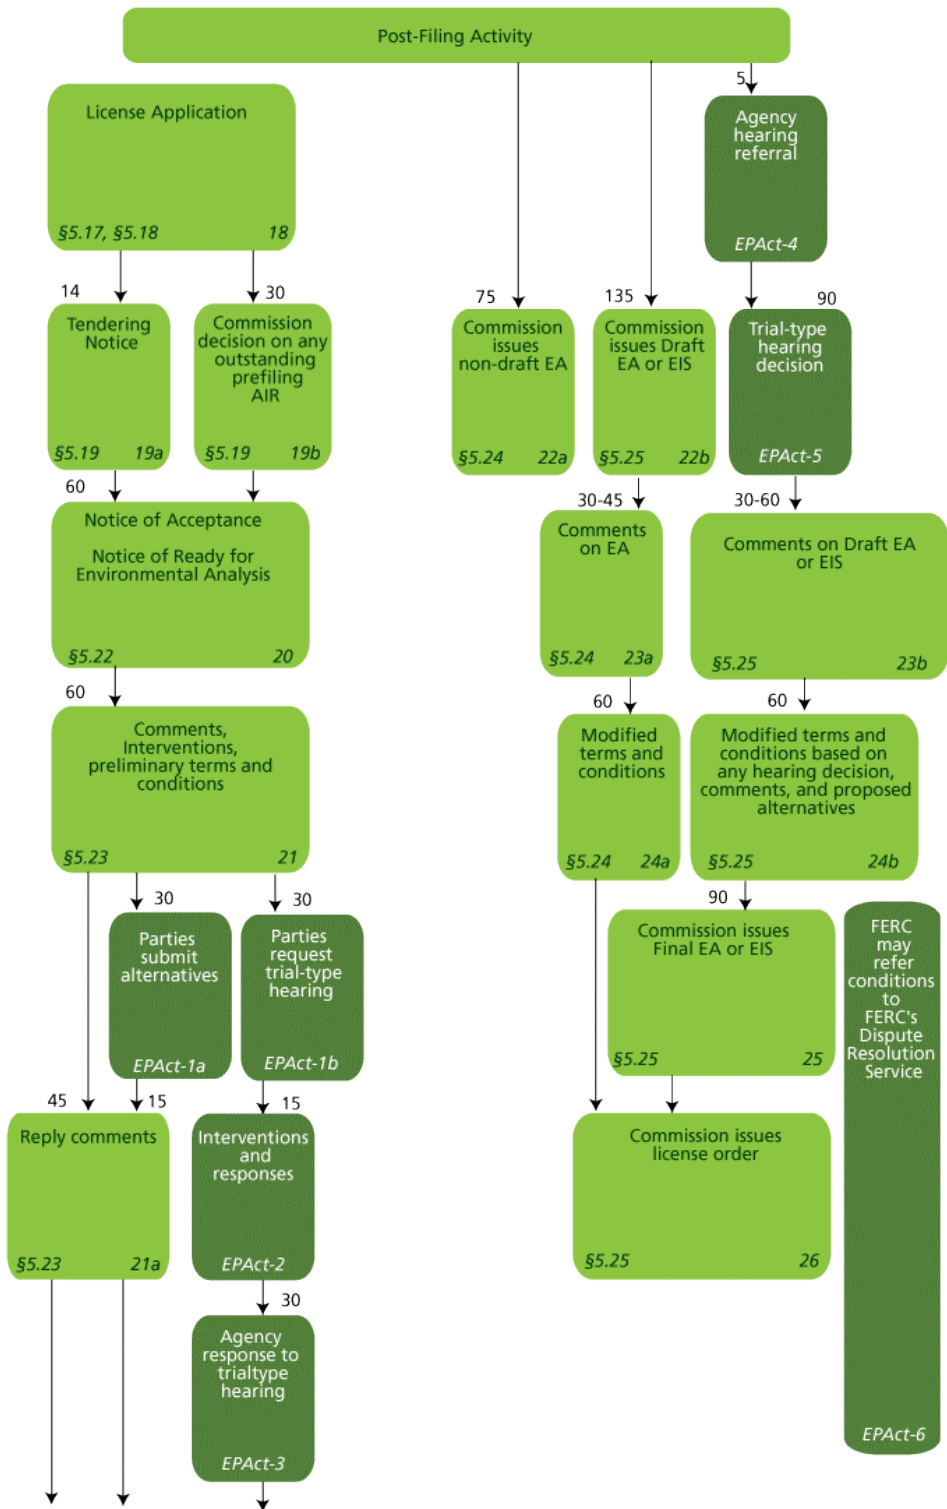 Post-Filing Activity
License Application
§5.17, §5.18 18
14
30
Tendering
Notice
§5.19 19a
Commission
decision on any
outstanding
prefiling
AIR
§5.19 19b
60
Notice of Acceptance
Notice of Ready for
Environmental Analysis
§5.22 20
60
Comments,
Interventions,
preliminary terms and
conditions
§5.23 21
30
30
Parties
submit
alternatives
EPAct-1a
Parties
request
trial-type
hearing
EPAct-1b
45
15
15
Reply comments
§5.23 21a
Interventions
and
responses
EPAct-2
30
Agency
response to
trialtype
hearing
EPAct-3
5
Agency
hearing
referral
EPAct-4
75
135
90
Commission
issues
non-draft EA
§5.24 22a
Commission
issues Draft
EA or EIS
§5.25 22b
Trial-type
hearing
decision
EPAct-5
30-45
30-60
Comments
on EA
§5.24 23a
Comments on Draft EA
or EIS
§5.25 23b
60
60
Modified
terms and
conditions
§5.24 24a
Modified terms and
conditions based on
any hearing decision,
comments, and proposed
alternatives
§5.25 24b
90
Commission issues
Final EA or EIS
§5.25 25
Commission issues
license order
§5.25 26
FERC
may
refer
conditions
to
FERC's
Dispute
Resolution
Service
EPAct-6